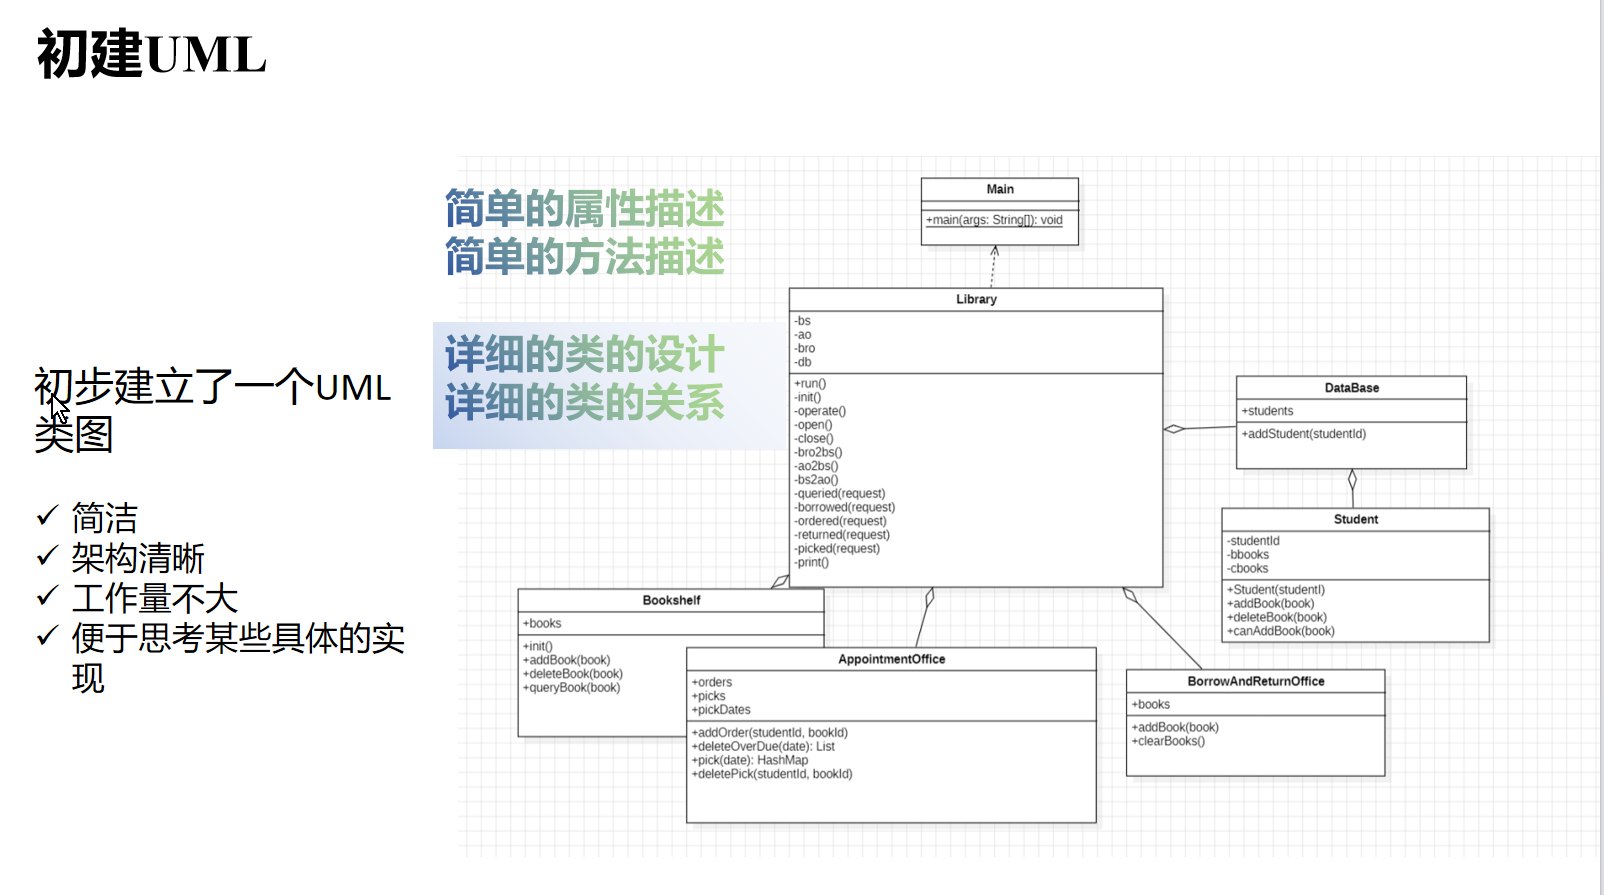 初建UML
初步建立了一个UML
类图
✓ 简洁
✓ 架构清晰
✓ 工作量不大
✓ 便于思考某些具体的实
现
简单的属性描述
简单的方法描述
详细的类的设计
详细的类的关系
Main
+main(args: String[]): void
Library
-bs
-ao
-bro
-db
+run()
-init()
-operate()
-open()
-close()
-bro2bs()
-ao2bs()
-bs2ao()
-queried(request)
-borrowed(request)
-ordered(request)
-returned(request)
-picked(request)
-print()
DataBase
+students
+addStudent(studentId)
Student
-studentId
-bbooks
-cbooks
+Student(studentI)
+addBook(book)
+deleteBook(book)
+canAddBook(book)
Bookshelf
+books
+init()
+addBook(book)
+deleteBook(book)
+queryBook(book)
AppointmentOffice
+orders
+picks
+pickDates
+addOrder(studentId, bookId)
+deleteOverDue(date): List
+pick(date): HashMap
+deletePick(studentId, bookId)
BorrowAndReturnOffice
+books
+addBook(book)
+clearBooks()